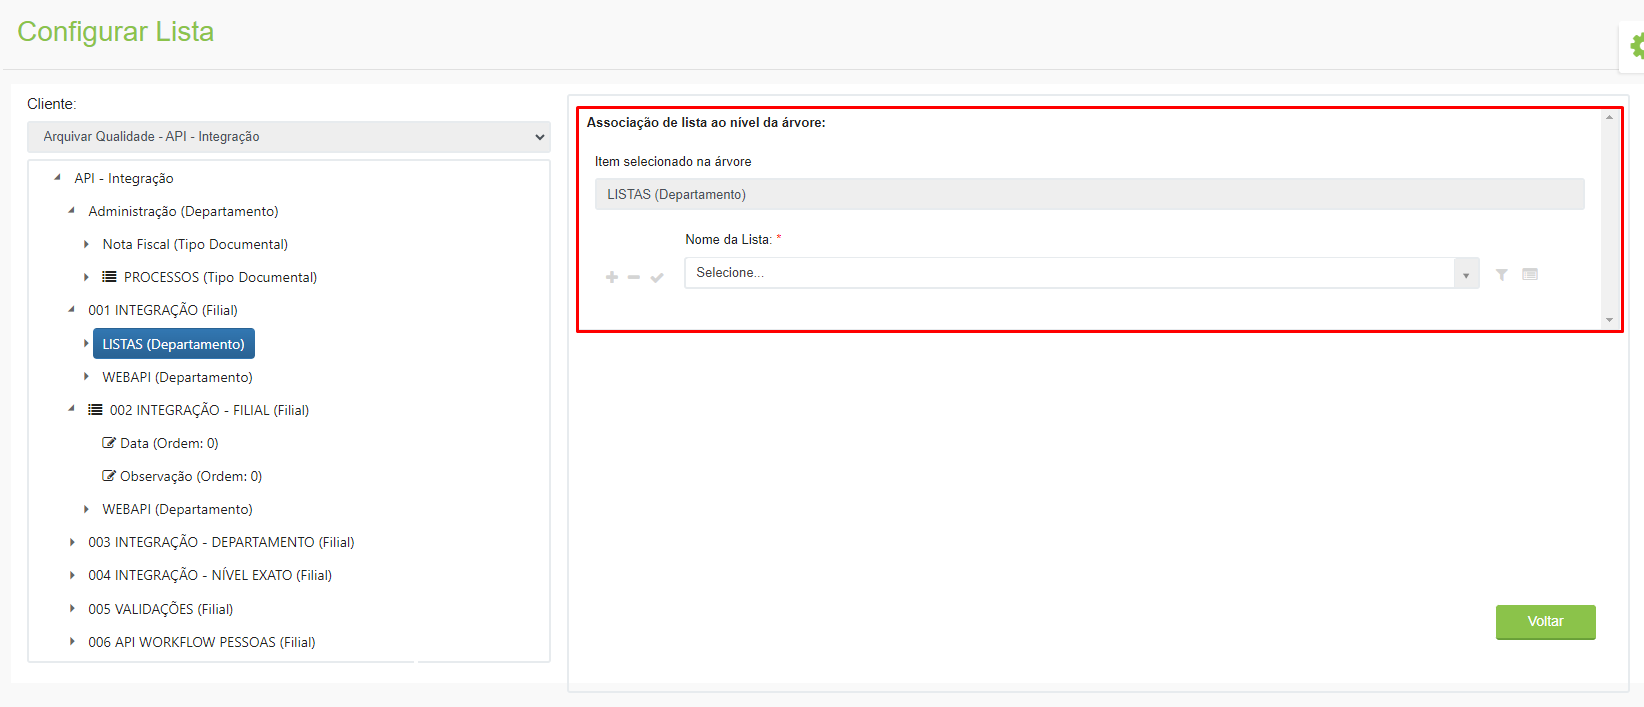 Configurar Lista
Cliente:
Arquivar Qualidade - API - Integração
API - Integração
Administração (Departamento)
Nota Fiscal (Tipo Documental)
PROCESSOS (Tipo Documental)
001 INTEGRAÇÃO (Filial)
LISTAS (Departamento)
WEBAPI (Departamento)
002 INTEGRAÇÃO - FILIAL (Filial)
Data (Ordem: 0)
Observação (Ordem: 0)
WEBAPI (Departamento)
003 INTEGRAÇÃO - DEPARTAMENTO (Filial)
004 INTEGRAÇÃO - NÍVEL EXATO (Filial)
005 VALIDAÇÕES (Filial)
006 API WORKFLOW PESSOAS (Filial)
Associação de lista ao nível da árvore:
Item selecionado na árvore
LISTAS (Departamento)
Nome da Lista: *
Selecione...
Voltar